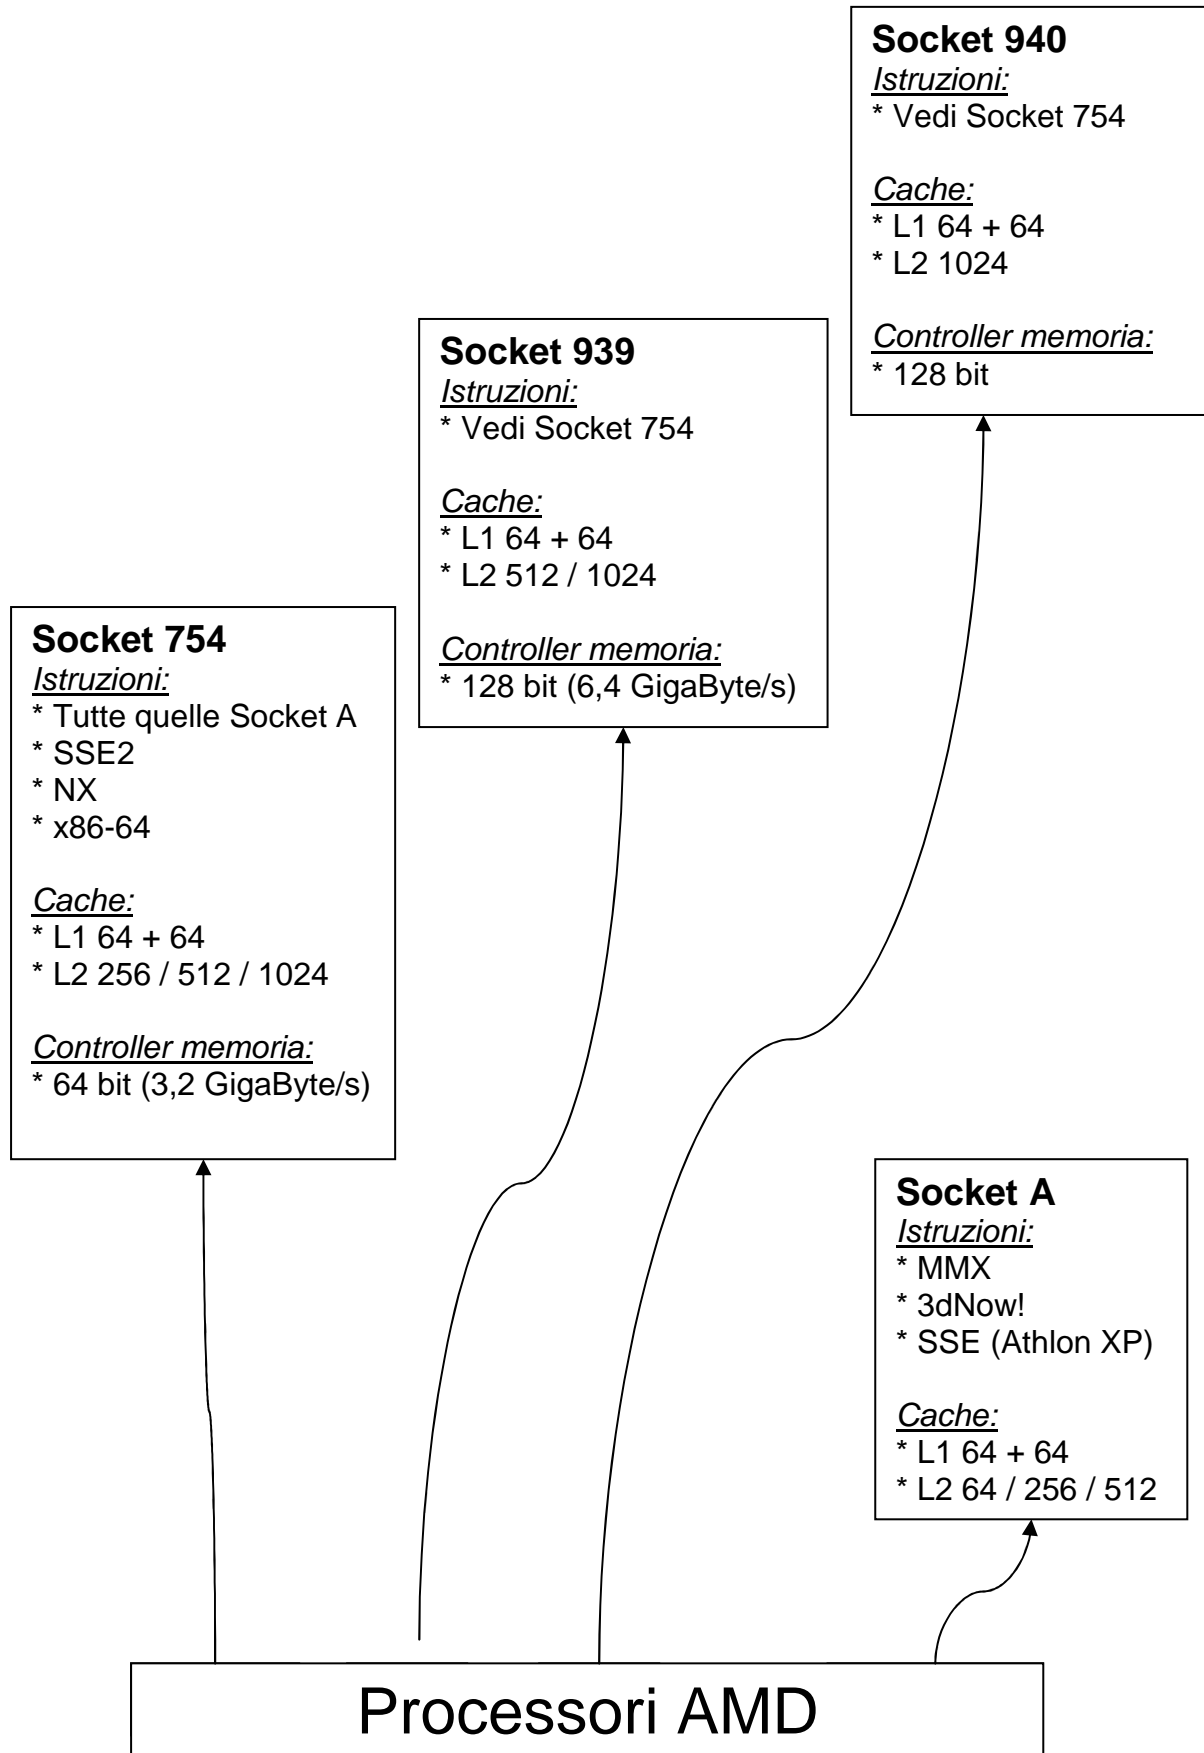 Socket 940
Istruzioni:
* Vedi Socket 754
Cache:
* L1 64 + 64
* L2 1024
Controller memoria:
* 128 bit
Socket 939
Istruzioni:
* Vedi Socket 754
Cache:
* L1 64 + 64
* L2 512 / 1024
Controller memoria:
* 128 bit (6,4 GigaByte/s)
Socket 754
Istruzioni:
* Tutte quelle Socket A
* SSE2
* NX
* x86-64
Cache:
* L1 64 + 64
* L2 256 / 512 / 1024
Controller memoria:
* 64 bit (3,2 GigaByte/s)
Socket A
Istruzioni:
* MMX
* 3dNow!
* SSE (Athlon XP)
Cache:
* L1 64 + 64
* L2 64 / 256 / 512
Processori AMD